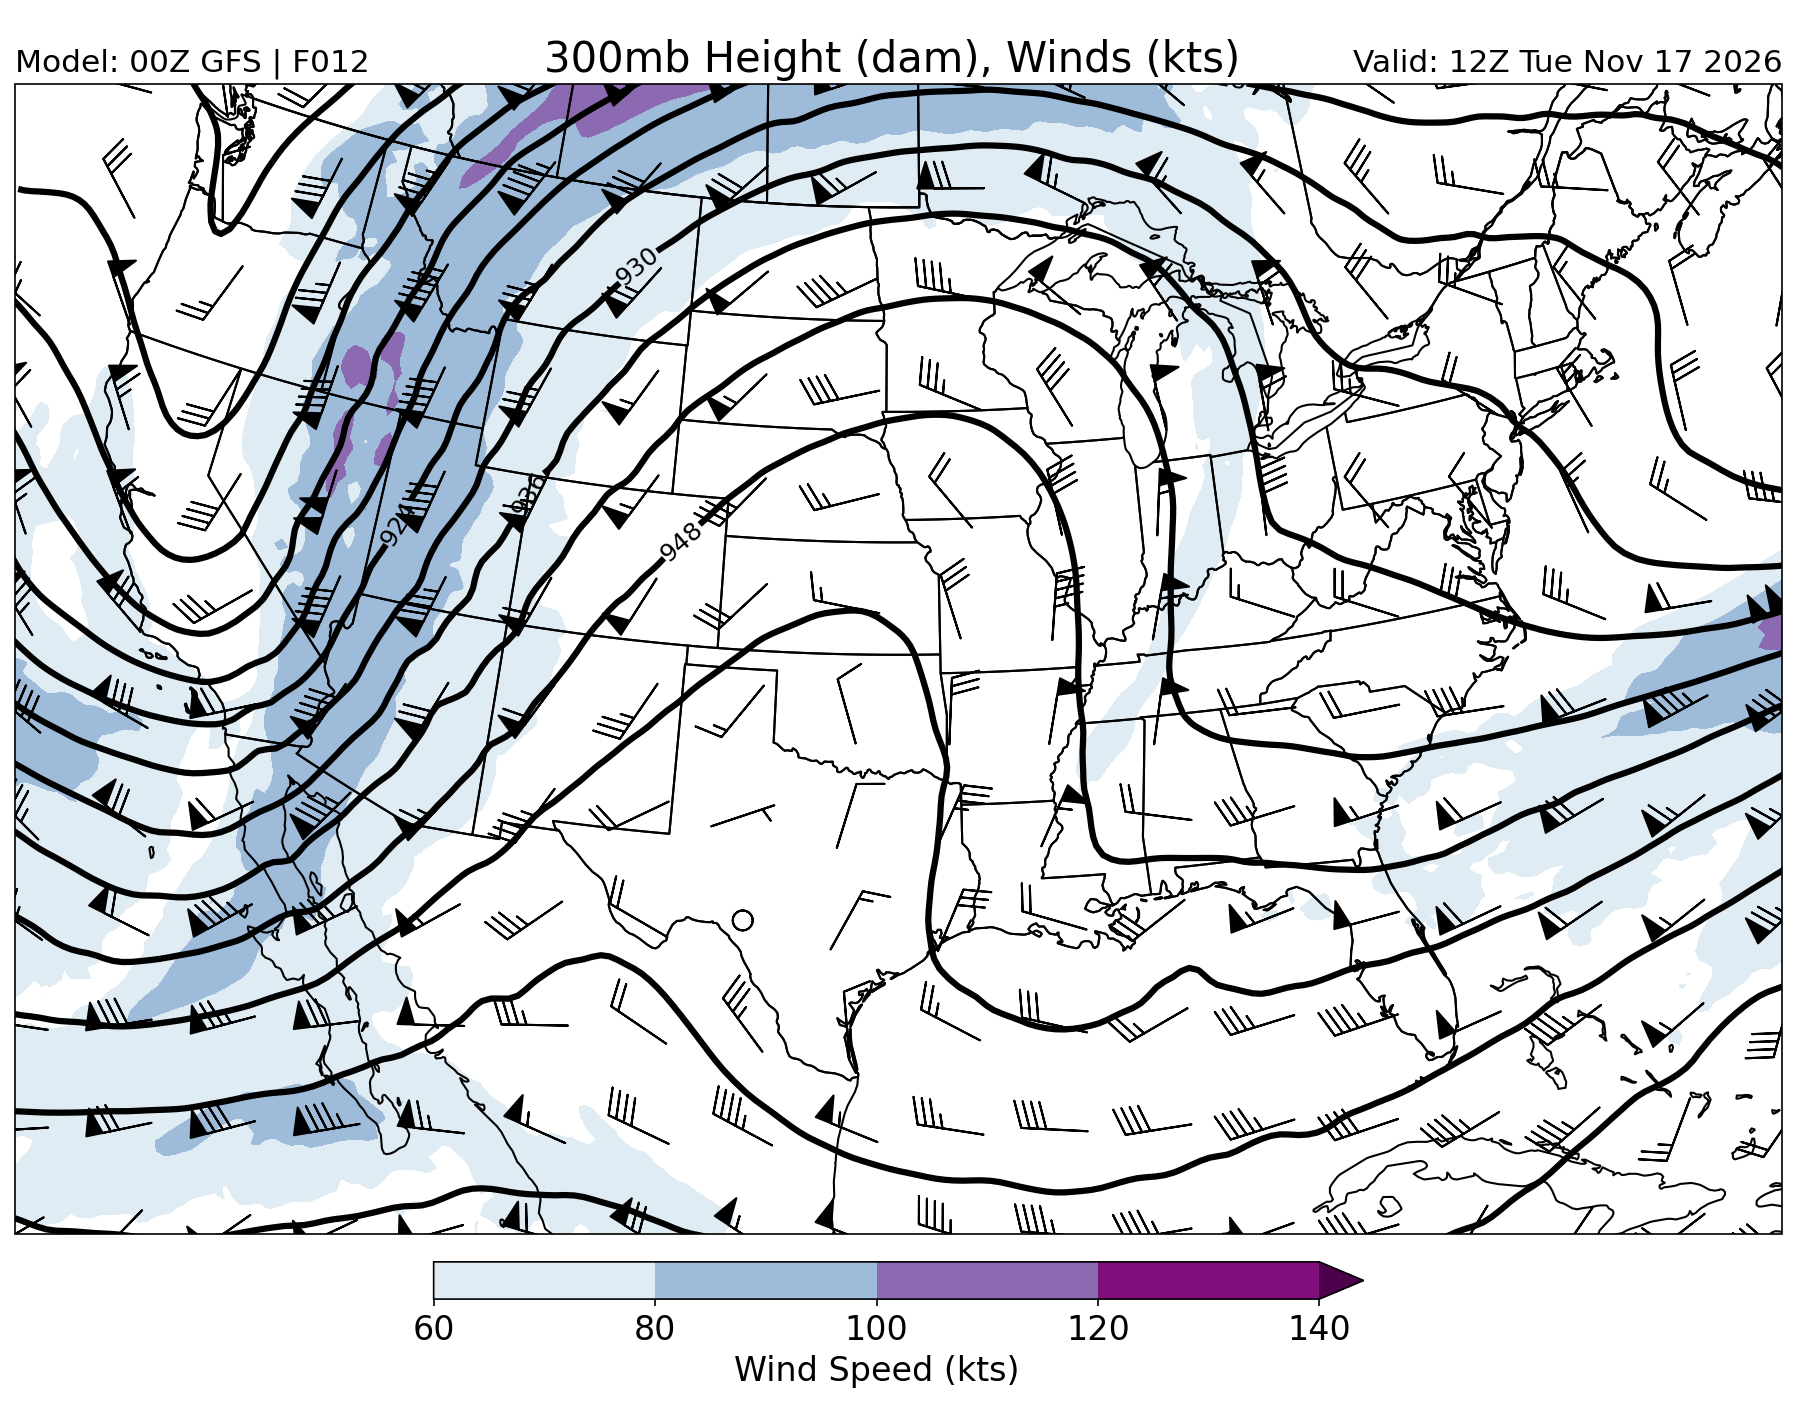 Model: 00Z GFS | F012
300mb Height (dam), Winds (kts)
Valid: 12Z Tue Nov 17 2026
930
936
924
948
60 80 100 120 140
Wind Speed (kts)